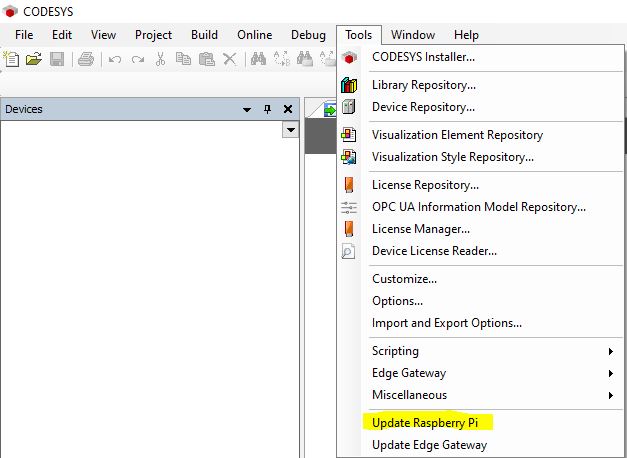 CODESYS
File Edit View Project Build Online Debug Tools Window Help
CODESYS Installer...
Library Repository...
Devices
Device Repository...
Visualization Element Repository
Visualization Style Repository...
License Repository...
OPC UA Information Model Repository...
License Manager...
Device License Reader...
Customize...
Options...
Import and Export Options...
Scripting
Edge Gateway
Miscellaneous
Update Raspberry Pi
Update Edge Gateway